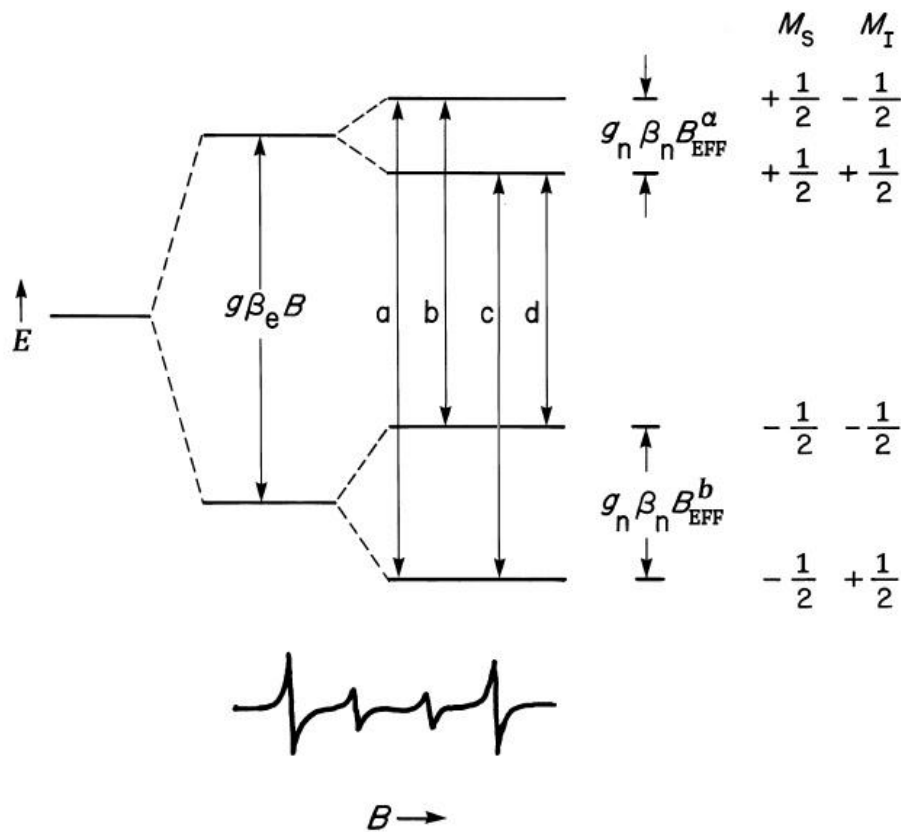 M_S M_I
+ 1/2 - 1/2
g_n β_n B_EFF^a
+ 1/2 + 1/2
E
gβ_e B a b c d
- 1/2 - 1/2
g_n β_n B_EFF^b
- 1/2 + 1/2
B